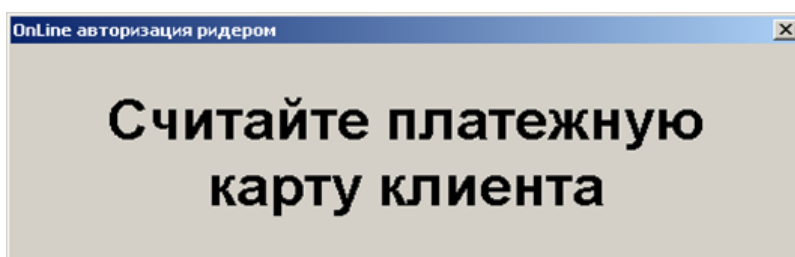 OnLine авторизация ридером
Считайте платежную
карту клиента